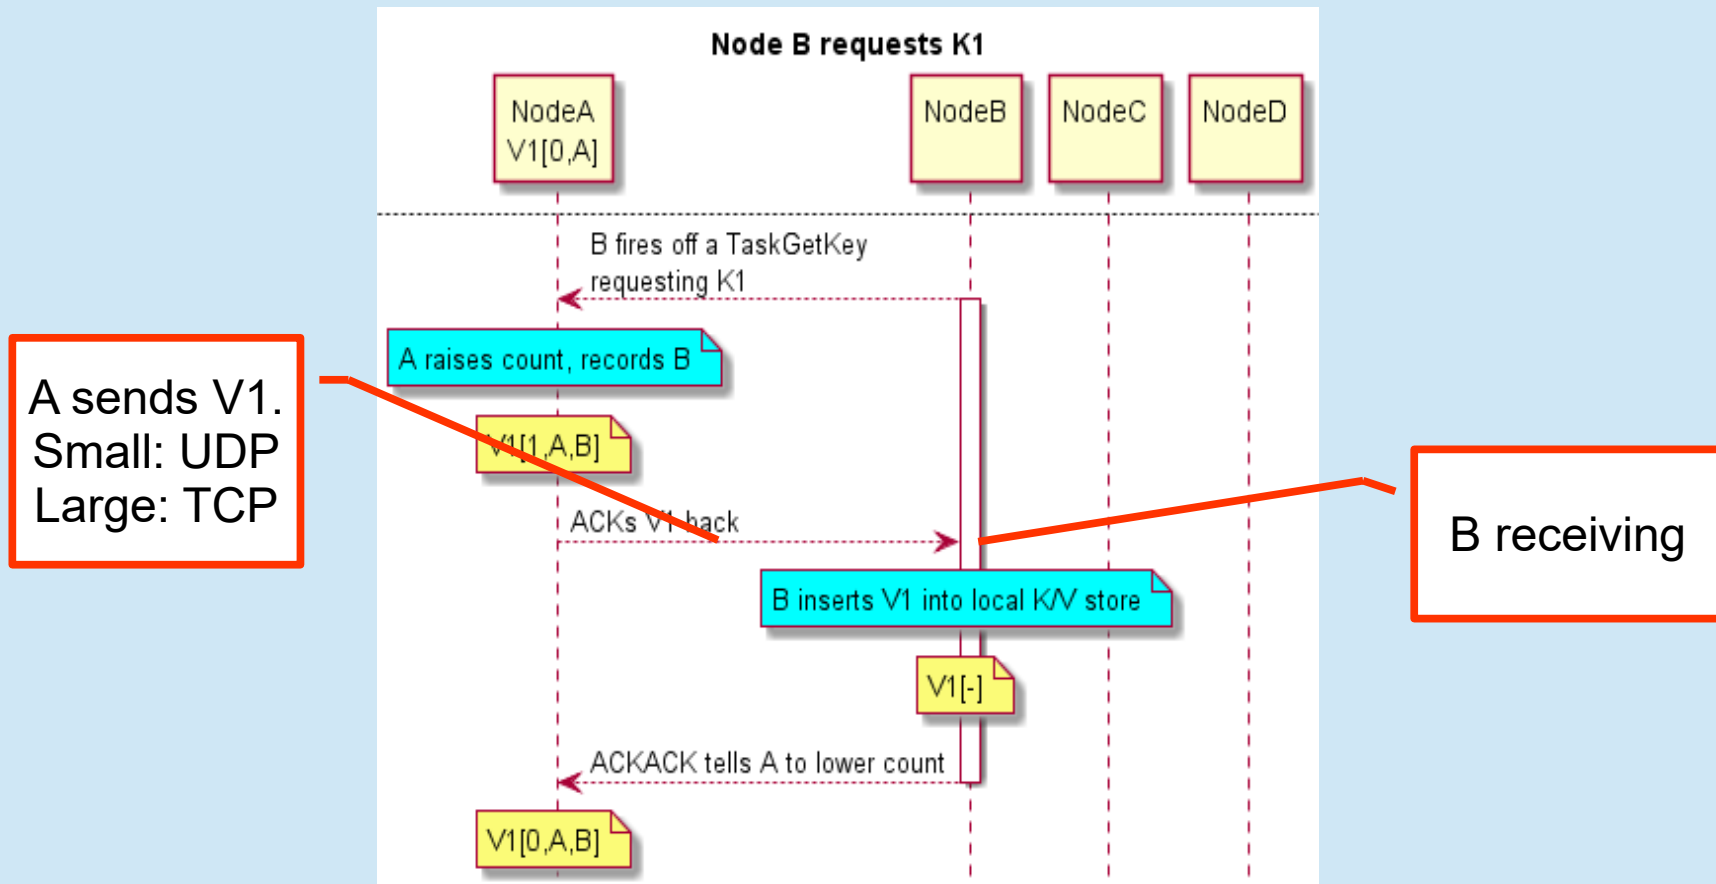 Node B requests K1
NodeA
V1[0,A]
NodeB
NodeC
NodeD
B fires off a TaskGetKey
requesting K1
A raises count, records B
V1[1,A,B]
A sends V1.
Small: UDP
Large: TCP
ACKs V1 back
B receiving
B inserts V1 into local K/V store
V1[-]
ACKACK tells A to lower count
V1[0,A,B]